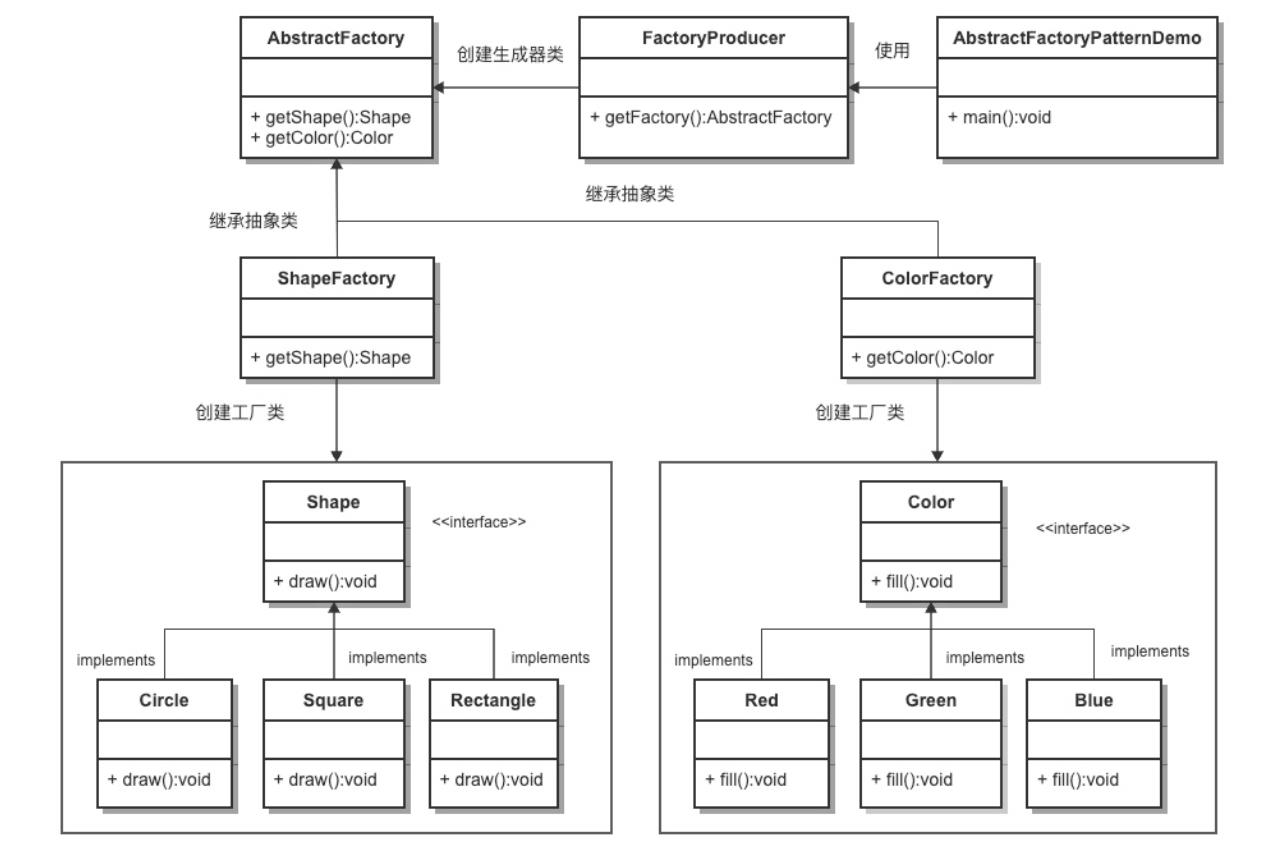 AbstractFactory
+ getShape():Shape
+ getColor():Color
创建生成器类
FactoryProducer
+ getFactory():AbstractFactory
使用
AbstractFactoryPatternDemo
+ main():void
继承抽象类
继承抽象类
ShapeFactory
+ getShape():Shape
ColorFactory
+ getColor():Color
创建工厂类
创建工厂类
Shape
<<interface>>
+ draw():void
implements
implements
implements
Circle
+ draw():void
Square
+ draw():void
Rectangle
+ draw():void
Color
<<interface>>
+ fill():void
implements
implements
implements
Red
+ fill():void
Green
+ fill():void
Blue
+ fill():void